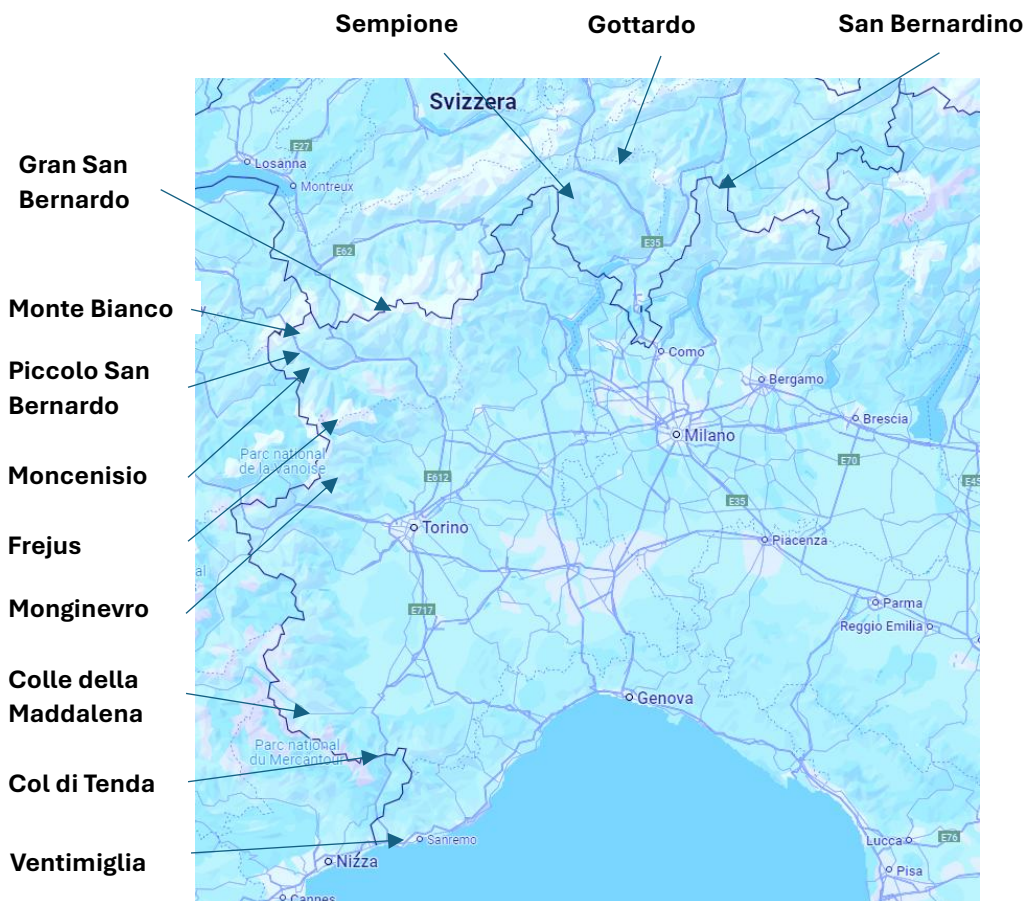 Sempione
Gottardo
San Bernardino
Svizzera
E27
Losanna
Gran San
Bernardo
Montreux
E62
E35
Monte Bianco
Como
Piccolo San
Bernardo
Bergamo
Brescia
Milano
Parc national
de la Vanoise
E70
Moncenisio
E612
E45
E35
Torino
Frejus
Piacenza
al
Monginevro
E717
Parma
Reggio Emilia
Colle della
Maddalena
Genova
Parc national
du Mercantour
Col di Tenda
Sanremo
Lucca
E76
Ventimiglia
Nizza
Pisa
Cannes